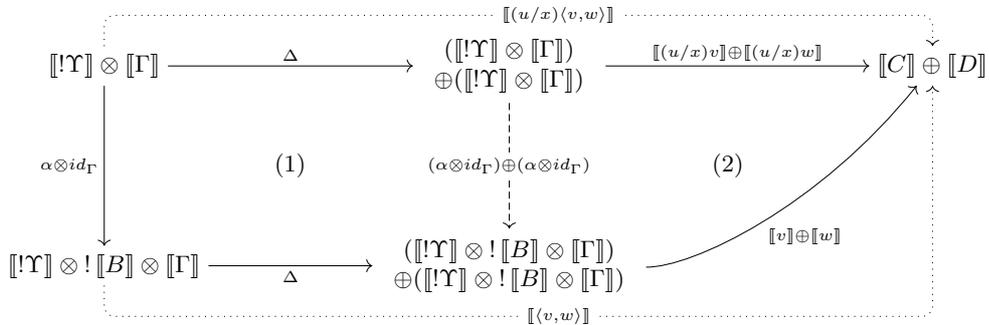 ⟦(u/x)⟨v,w⟩⟧
⟦!Υ⟧ ⊗ ⟦Γ⟧
Δ
(⟦!Υ⟧ ⊗ ⟦Γ⟧)
⊕(⟦!Υ⟧ ⊗ ⟦Γ⟧)
⟦(u/x)v⟧⊕⟦(u/x)w⟧
⟦C⟧ ⊕ ⟦D⟧
α⊗id_Γ
(1)
(α⊗id_Γ)⊕(α⊗id_Γ)
(2)
⟦v⟧⊕⟦w⟧
⟦!Υ⟧ ⊗ ! ⟦B⟧ ⊗ ⟦Γ⟧
Δ
(⟦!Υ⟧ ⊗ ! ⟦B⟧ ⊗ ⟦Γ⟧)
⊕(⟦!Υ⟧ ⊗ ! ⟦B⟧ ⊗ ⟦Γ⟧)
⟦⟨v,w⟩⟧